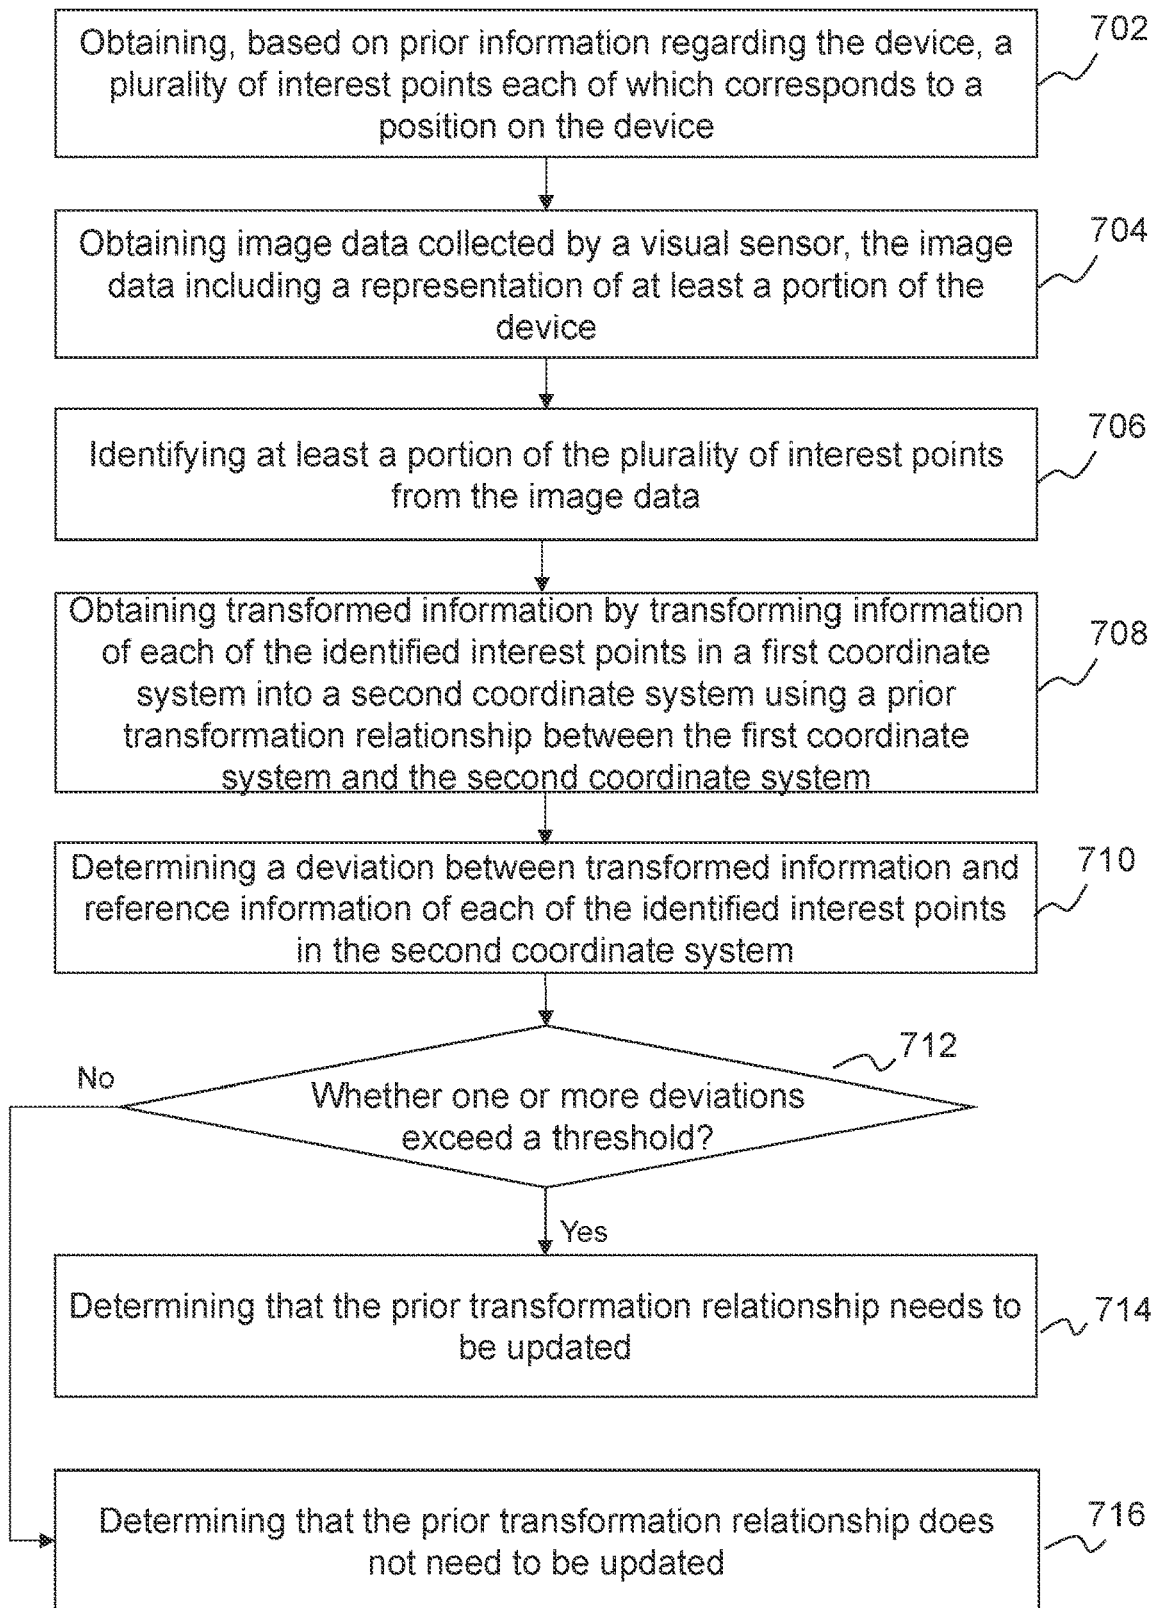 Obtaining, based on prior information regarding the device, a
plurality of interest points each of which corresponds to a
position on the device
702
Obtaining image data collected by a visual sensor, the image
data including a representation of at least a portion of the
device
704
Identifying at least a portion of the plurality of interest points
from the image data
706
Obtaining transformed information by transforming information
of each of the identified interest points in a first coordinate
system into a second coordinate system using a prior
transformation relationship between the first coordinate
system and the second coordinate system
708
Determining a deviation between transformed information and
reference information of each of the identified interest points
in the second coordinate system
710
712
No
Whether one or more deviations
exceed a threshold?
Yes
Determining that the prior transformation relationship needs to
be updated
714
Determining that the prior transformation relationship does
not need to be updated
716